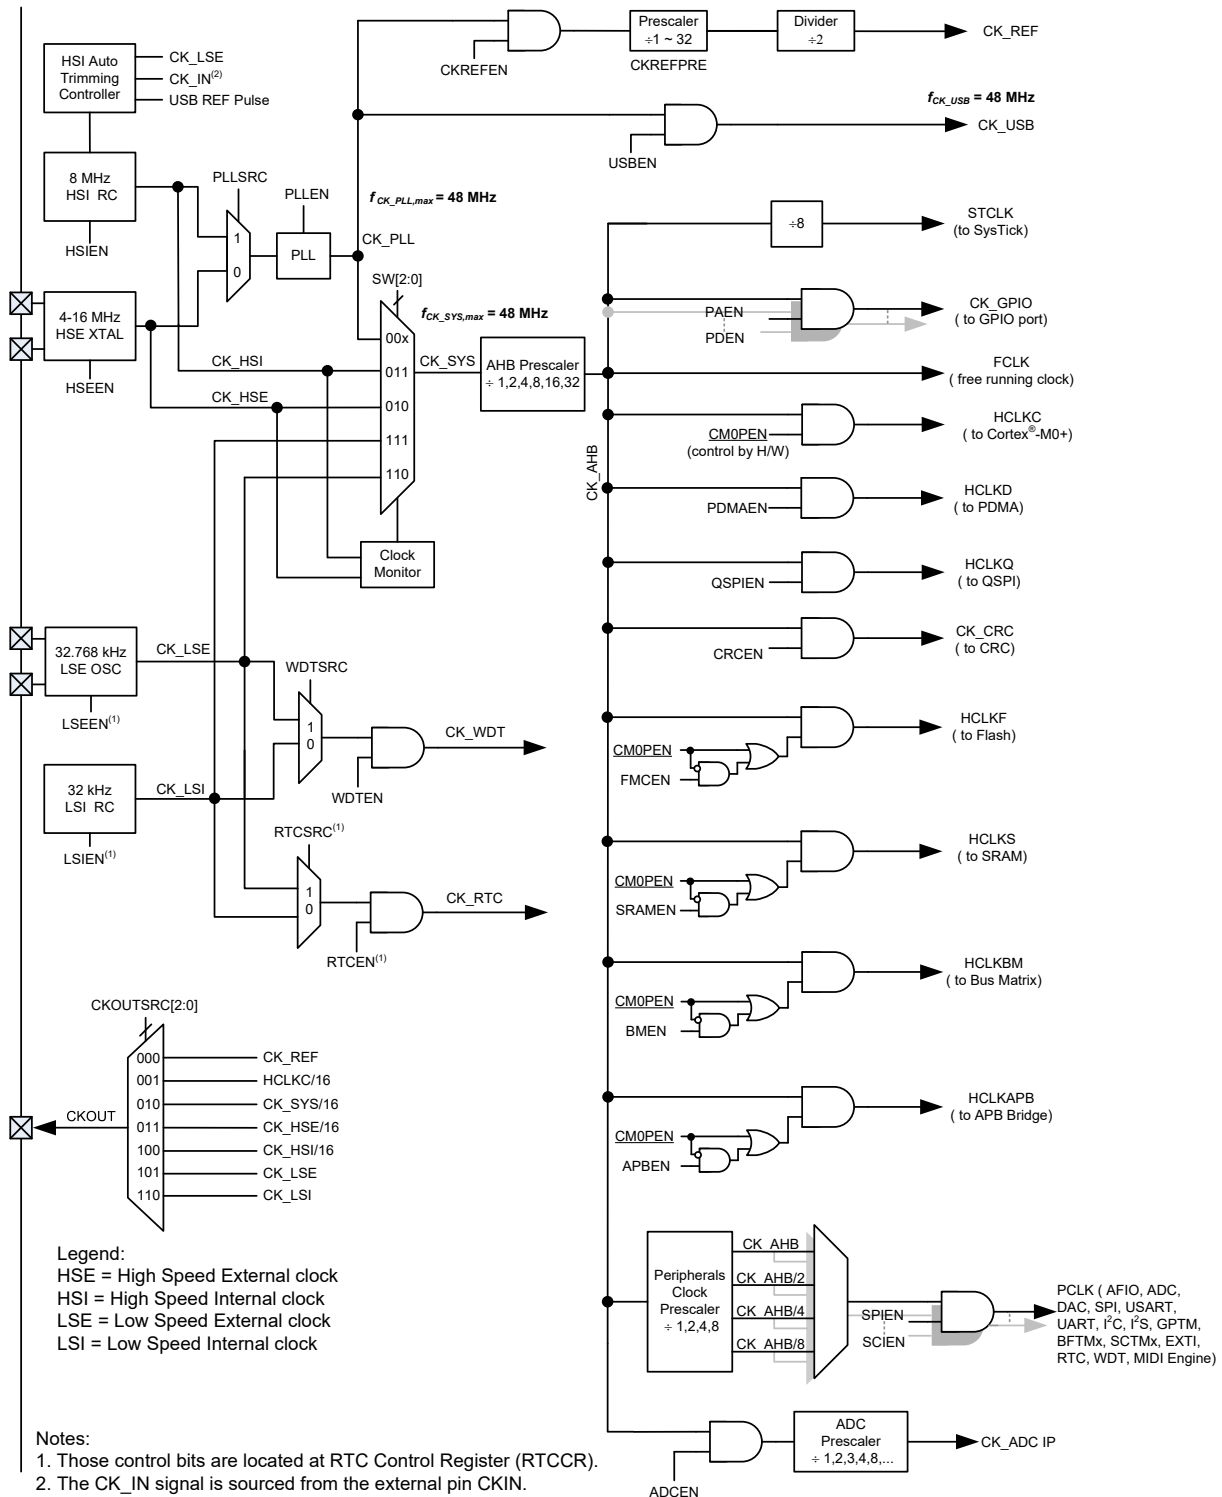 Prescaler
÷1 ~ 32
Divider
÷2
CK_REF
CKREFEN
CKREFPRE
HSI Auto
Trimming
Controller
CK_LSE
CK_IN(2)
USB REF Pulse
fCK_USB = 48 MHz
CK_USB
USBEN
8 MHz
HSI RC
HSIEN
PLLSRC
1
0
PLLEN
PLL
fCK_PLL,max = 48 MHz
CK_PLL
÷8
STCLK
(to SysTick)
4-16 MHz
HSE XTAL
HSEEN
SW[2:0]
fCK_SYS,max = 48 MHz
00x
011
010
111
110
CK_HSI
CK_HSE
CK_SYS
AHB Prescaler
÷ 1,2,4,8,16,32
Clock
Monitor
CK_AHB
PAEN
PDEN
CK_GPIO
( to GPIO port)
FCLK
( free running clock)
CM0PEN
(control by H/W)
HCLKC
( to Cortex®-M0+)
PDMAEN
HCLKD
( to PDMA)
QSPIEN
HCLKQ
( to QSPI)
CRCEN
CK_CRC
( to CRC)
32.768 kHz
LSE OSC
LSEEN(1)
CK_LSE
WDTSRC
1
0
WDTEN
CK_WDT
32 kHz
LSI RC
LSIEN(1)
CK_LSI
RTCSRC(1)
1
0
RTCEN(1)
CK_RTC
CM0PEN
FMCEN
HCLKF
( to Flash)
CM0PEN
SRAMEN
HCLKS
( to SRAM)
CM0PEN
BMEN
HCLKBM
( to Bus Matrix)
CM0PEN
APBEN
HCLKAPB
( to APB Bridge)
CKOUTSRC[2:0]
CKOUT
000 CK_REF
001 HCLKC/16
010 CK_SYS/16
011 CK_HSE/16
100 CK_HSI/16
101 CK_LSE
110 CK_LSI
Peripherals
Clock
Prescaler
÷ 1,2,4,8
CK_AHB
CK_AHB/2
CK_AHB/4
CK_AHB/8
SPIEN
SCIEN
PCLK ( AFIO, ADC,
DAC, SPI, USART,
UART, I²C, I²S, GPTM,
BFTMx, SCTMx, EXTI,
RTC, WDT, MIDI Engine)
ADCEN
ADC
Prescaler
÷ 1,2,3,4,8,...
CK_ADC IP
Legend:
HSE = High Speed External clock
HSI = High Speed Internal clock
LSE = Low Speed External clock
LSI = Low Speed Internal clock
Notes:
1. Those control bits are located at RTC Control Register (RTCCR).
2. The CK_IN signal is sourced from the external pin CKIN.